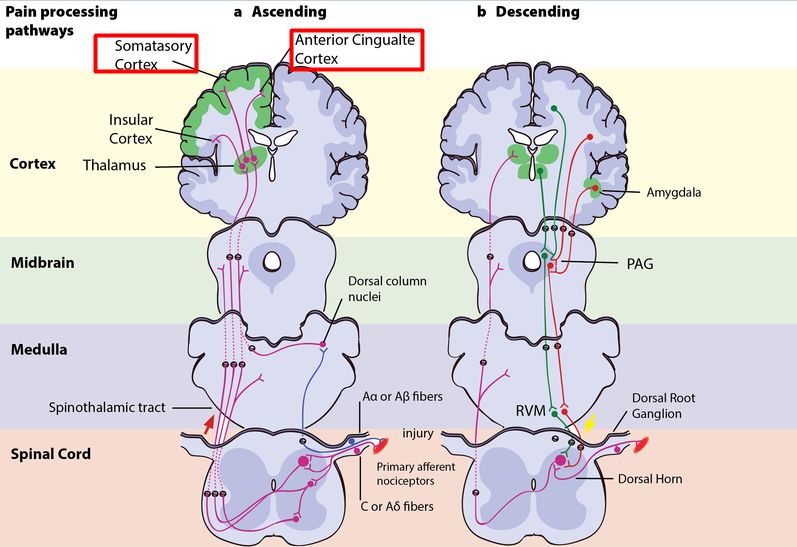 Pain processing
pathways
a Ascending
b Descending
Somatasory
Cortex
Anterior Cingualte
Cortex
Insular
Cortex
Thalamus
Cortex
Amygdala
Midbrain
PAG
Dorsal column
nuclei
Medulla
Spinothalamic tract
Aα or Aβ fibers
RVM
Dorsal Root
Ganglion
injury
Spinal Cord
Primary afferent
nociceptors
Dorsal Horn
C or Aδ fibers